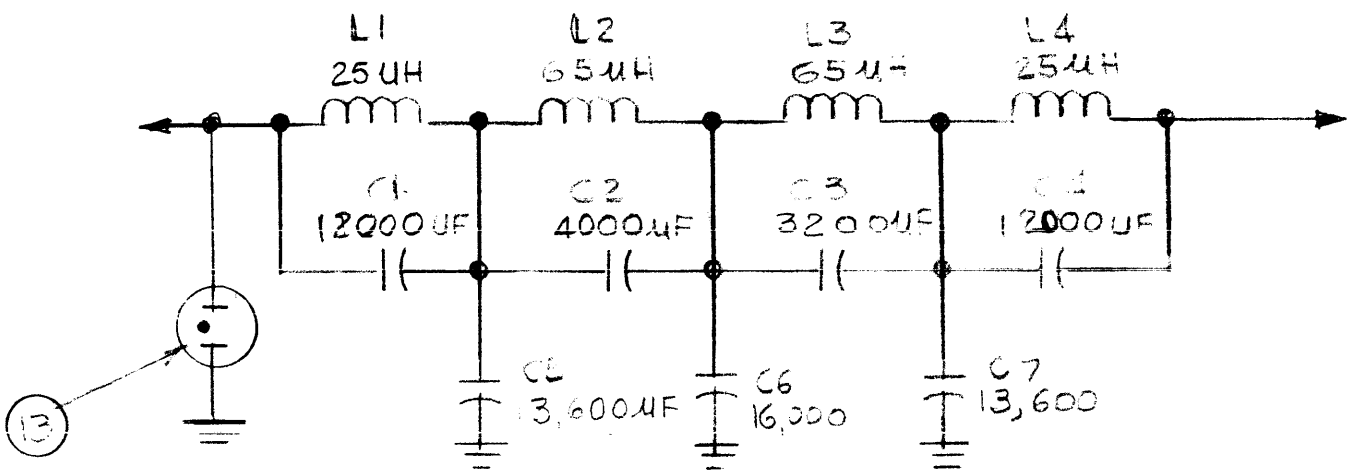 L1
25UH
L2
65UH
L3
65UH
L4
25UH
C1
12000UF
C2
4000UF
C3
3200UF
C4
12000UF
13,600UF
C6
16,000
C7
13,600
13